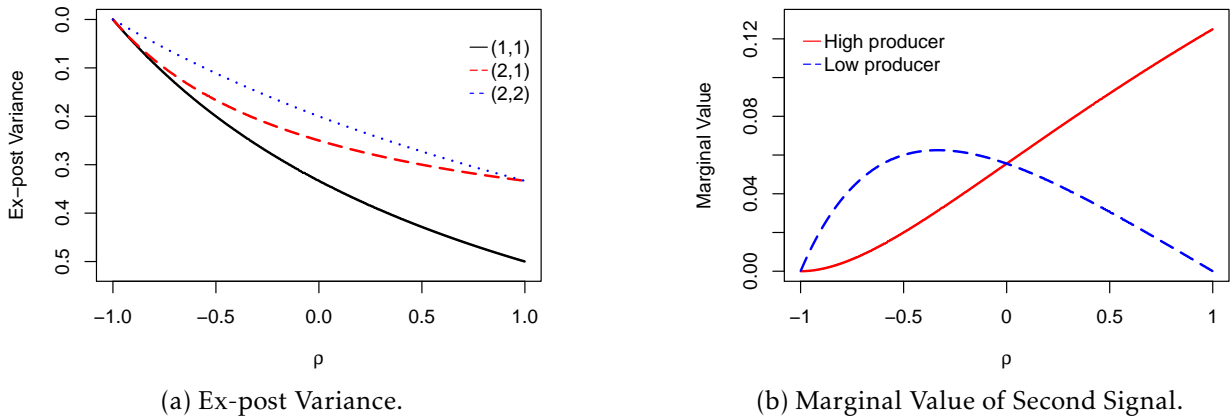 Ex−post Variance
0.0
0.1
0.2
0.3
0.4
0.5
(1,1)
(2,1)
(2,2)
−1.0 −0.5 0.0 0.5 1.0
ρ
(a) Ex-post Variance.
Marginal Value
0.12
0.08
0.04
0.00
High producer
Low producer
−1 −0.5 0 0.5 1
ρ
(b) Marginal Value of Second Signal.